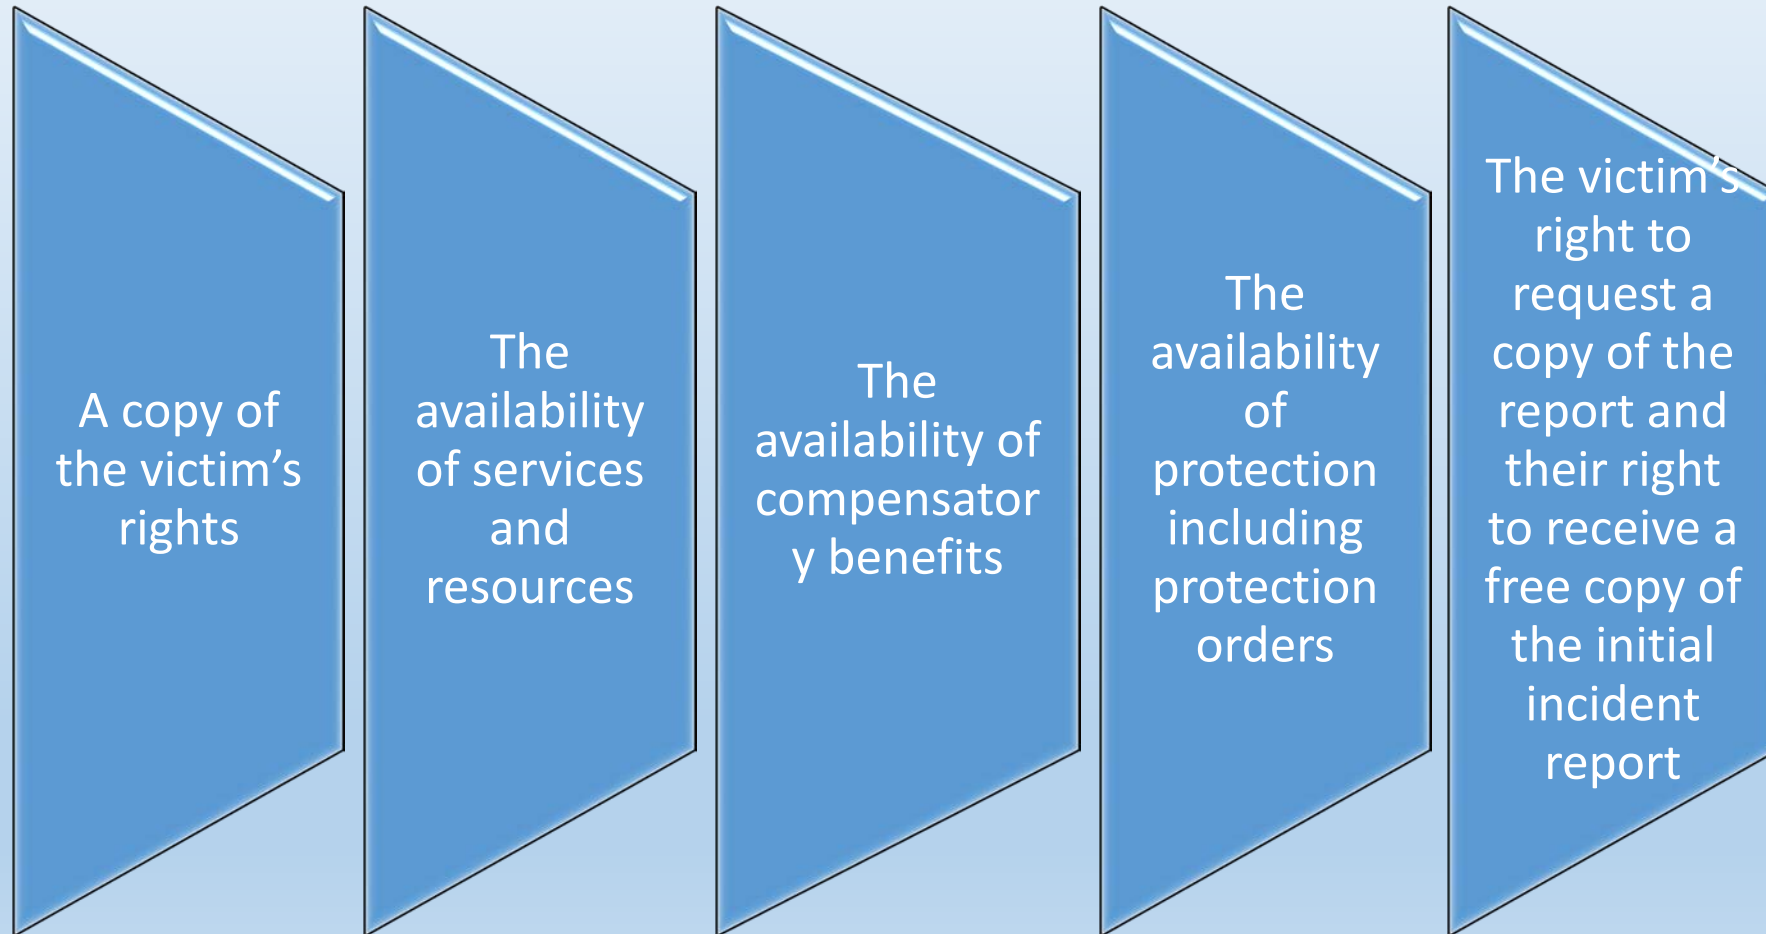 A copy of
the victim’s
rights
The
availability
of services
and
resources
The
availability of
compensator
y benefits
The
availability
of
protection
including
protection
orders
The victim’s
right to
request a
copy of the
report and
their right
to receive a
free copy of
the initial
incident
report